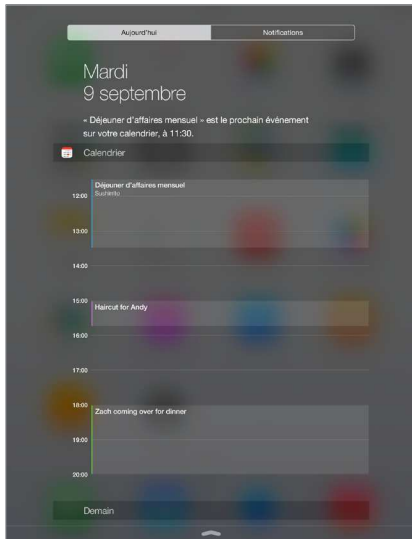 Aujourd'hui
Notifications
Mardi
9 septembre
« Déjeuner d'affaires mensuel » est le prochain événement
sur votre calendrier, à 11:30.
Calendrier
Déjeuner d'affaires mensuel
Sushiritu
12:00
13:00
14:00
15:00
Haircut for Andy
16:00
17:00
18:00
Zach coming over for dinner
19:00
20:00
Demain